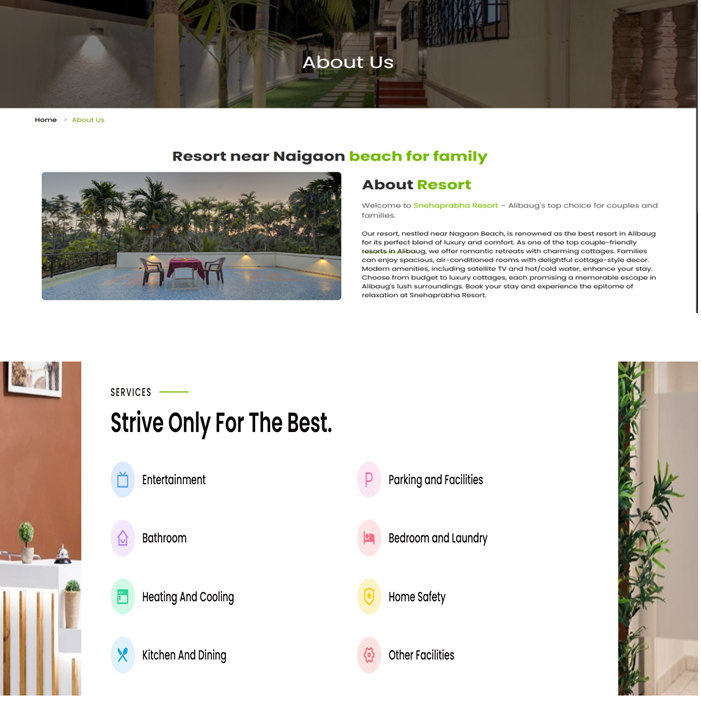 About Us
Home > About Us
Resort near Naigaon beach for family
About Resort
Welcome to Snehaprabha Resort – Alibaug's top choice for couples and
families.
Our resort, nestled near Nagaon Beach, is renowned as the best resort in Alibaug
for its perfect blend of luxury and comfort. As one of the top couple-friendly
resorts in Alibaug, we offer romantic retreats with charming cottages. Families
can enjoy spacious, air-conditioned rooms with delightful cottage-style decor.
Modern amenities, including satellite TV and hot/cold water, enhance your stay.
Choose from budget to luxury cottages, each promising a memorable escape in
Alibaug's lush surroundings. Book your stay and experience the epitome of
relaxation at Snehaprabha Resort.
SERVICES
Strive Only For The Best.
Entertainment
Parking and Facilities
Bathroom
Bedroom and Laundry
Heating And Cooling
Home Safety
Kitchen And Dining
Other Facilities